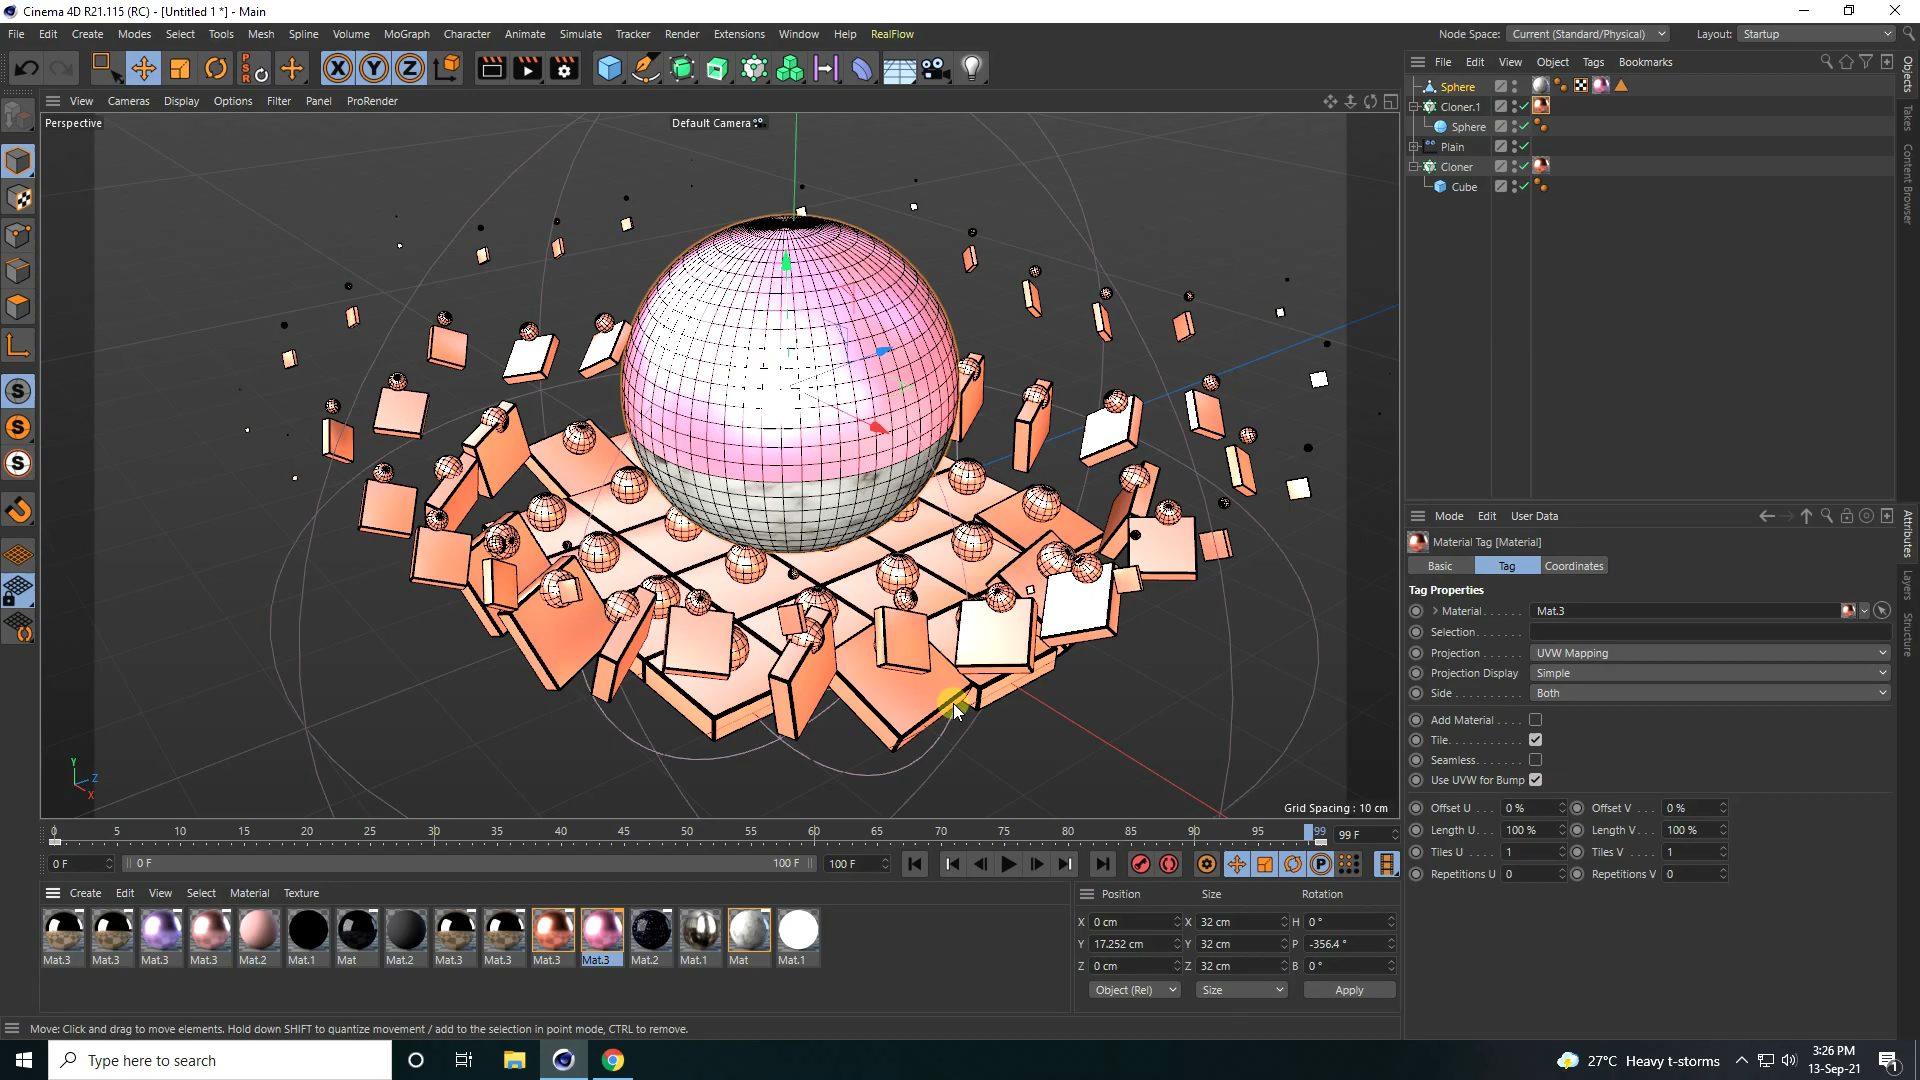 Cinema 4D R21.115 (RC) - [Untitled 1 *] - Main
File Edit Create Modes Select Tools Mesh Spline Volume MoGraph Character Animate Simulate Tracker Render Extensions Window Help RealFlow
Node Space: Current (Standard/Physical) Layout: Startup
PSR
X Y Z
View Cameras Display Options Filter Panel ProRender
File Edit View Object Tags Bookmarks
Perspective
Default Camera
Sphere
Cloner.1
Sphere
Plain
Cloner
Cube
Objects
Takes
Content Browser
Mode Edit User Data
Material Tag [Material]
Basic Tag Coordinates
Tag Properties
Material . . . . . . Mat.3
Selection. . . . . .
Projection . . . . . UVW Mapping
Projection Display Simple
Side . . . . . . . . . . Both
Add Material . . . .
Tile. . . . . . . . . . .
Seamless. . . . . .
Use UVW for Bump
Offset U . . . 0 % Offset V . . . 0 %
Length U. . . 100 % Length V. . . 100 %
Tiles U . . . . 1 Tiles V . . . . 1
Repetitions U 0 Repetitions V 0
Attributes
Layers
Structure
Y
Z
X
Grid Spacing : 10 cm
0 5 10 15 20 25 30 35 40 45 50 55 60 65 70 75 80 85 90 95 99 99 F
0 F 0 F 100 F 100 F
P
Create Edit View Select Material Texture
Mat.3 Mat.3 Mat.3 Mat.3 Mat.2 Mat.1 Mat Mat.2 Mat.3 Mat.3 Mat.3 Mat.3 Mat.2 Mat.1 Mat Mat.1
Position Size Rotation
X 0 cm X 32 cm H 0 °
Y 17.252 cm Y 32 cm P -356.4 °
Z 0 cm Z 32 cm B 0 °
Object (Rel) Size Apply
Move: Click and drag to move elements. Hold down SHIFT to quantize movement / add to the selection in point mode, CTRL to remove.
Type here to search
27°C Heavy t-storms
3:26 PM
13-Sep-21
1